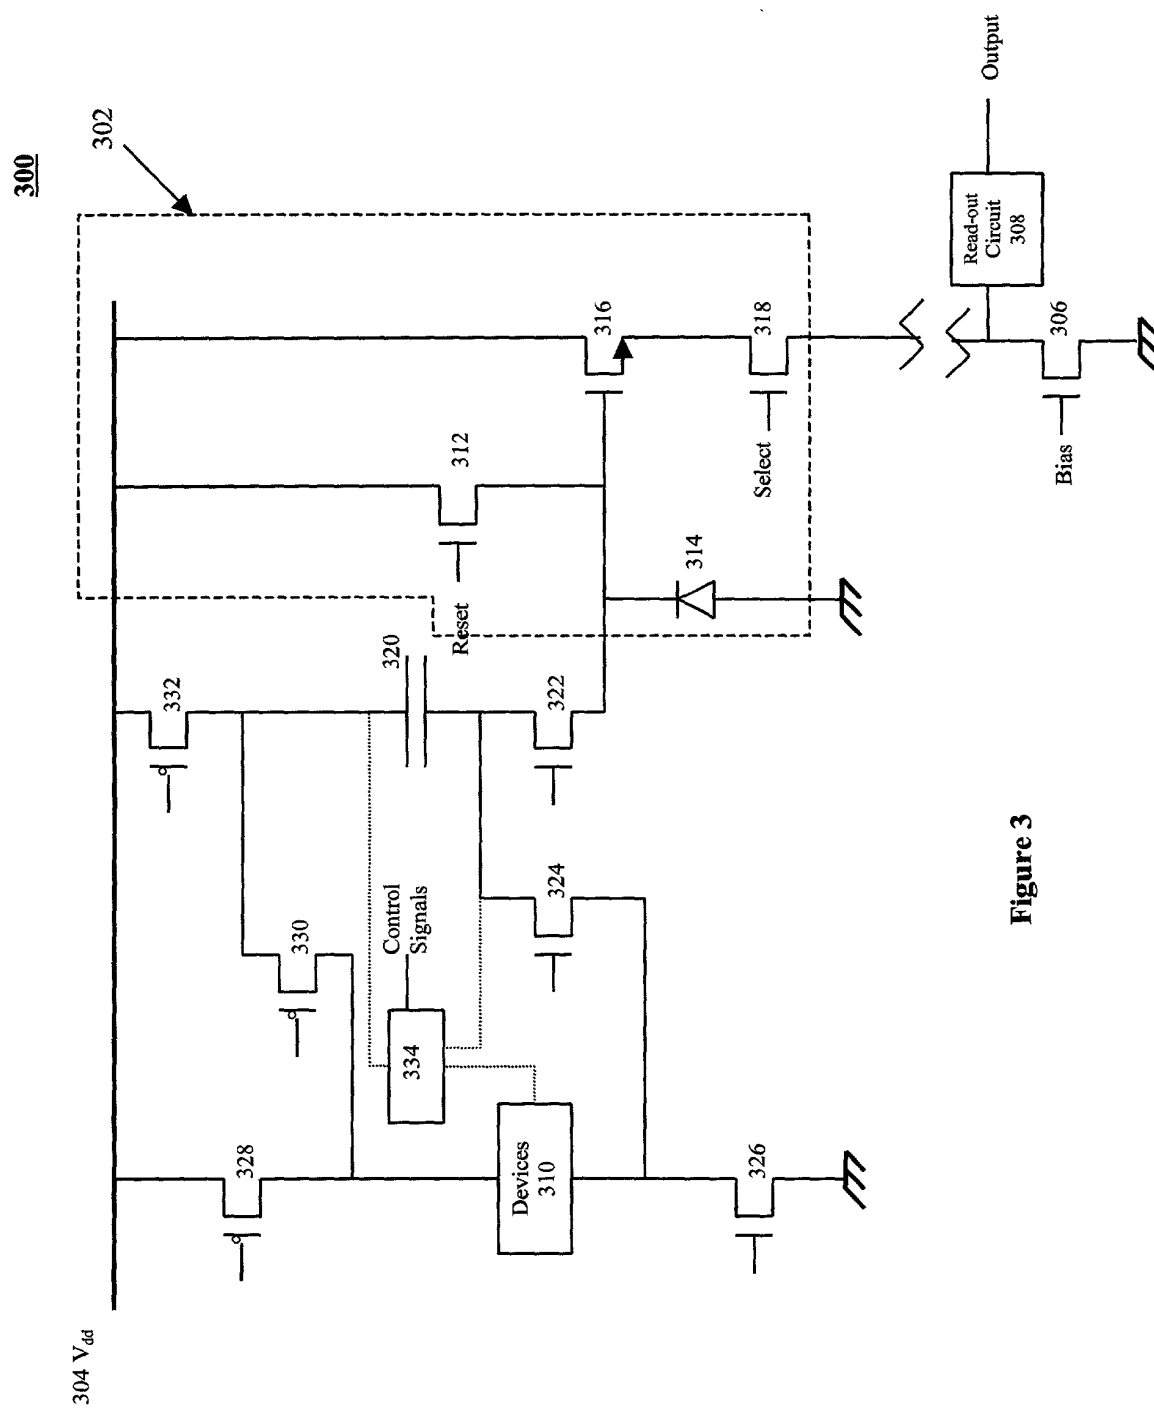 300
302
304 Vdd
332
328
330
320
312
316
Reset
Control
Signals
334
322
324
Devices
310
326
314
Select
318
Read-out
Circuit
308
Output
306
Bias
Figure 3